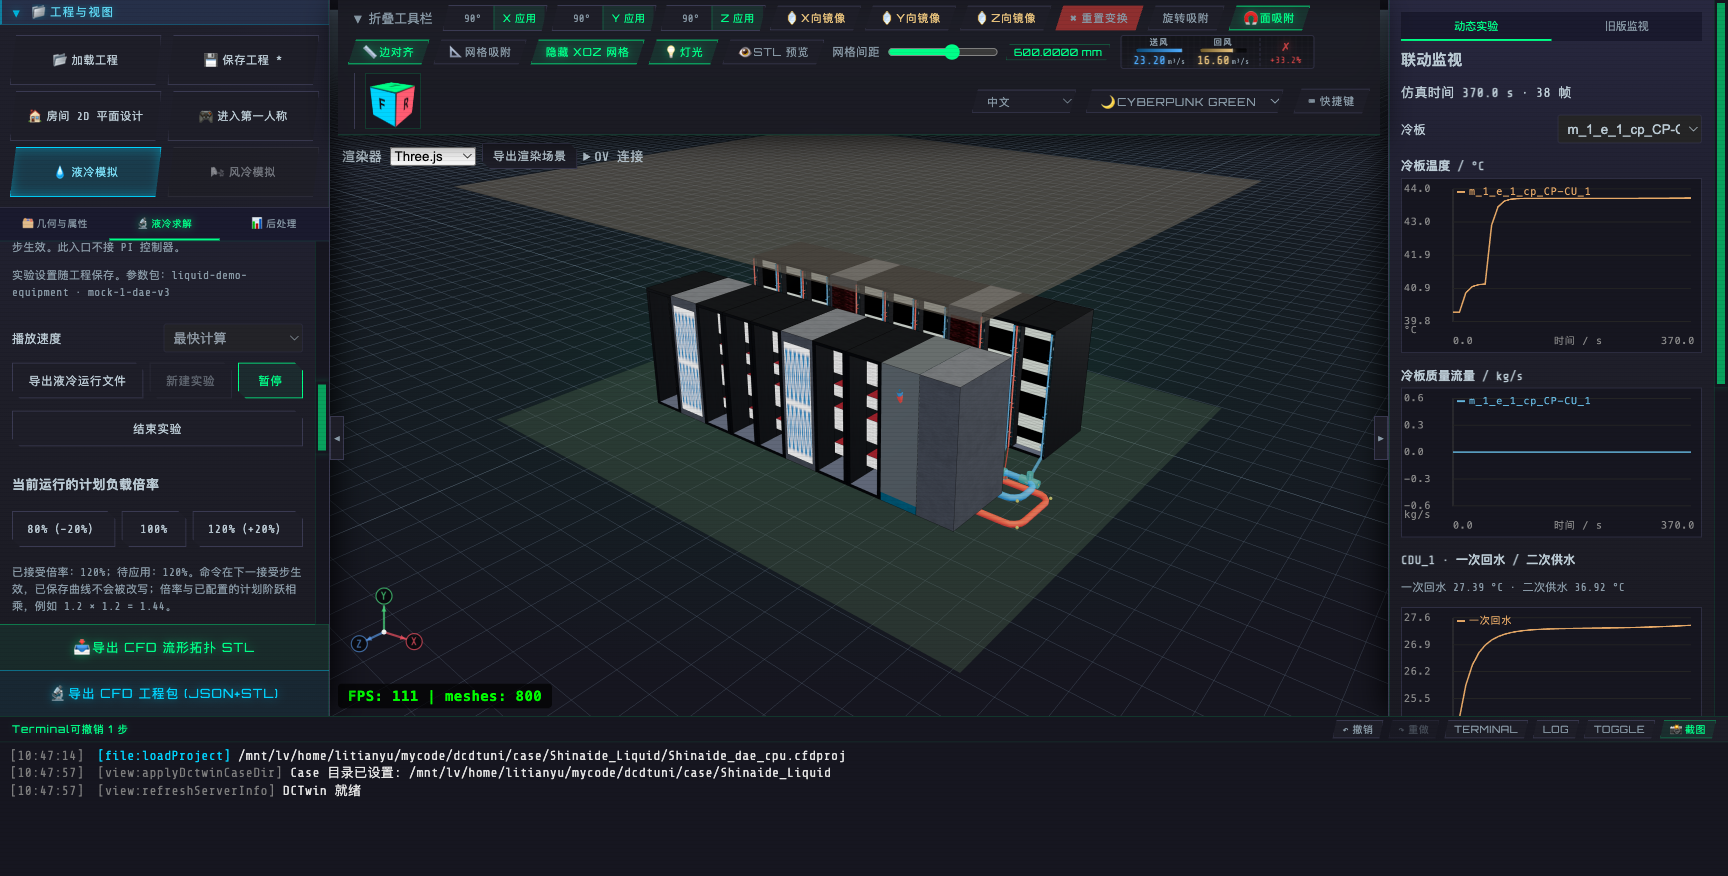 ▼ 工程与视图
加载工程
保存工程 *
房间 2D 平面设计
进入第一人称
液冷模拟
风冷模拟
几何与属性
液冷求解
后处理
步生效。此入口不接 PI 控制器。
实验设置随工程保存。参数包: liquid-demo-
equipment · mock-1-dae-v3
播放速度
最快计算
导出液冷运行文件
新建实验
暂停
结束实验
当前运行的计划负载倍率
80% (-20%)
100%
120% (+20%)
已接受倍率: 120%; 待应用: 120%。命令在下一接受步生
效, 已保存曲线不会被改写; 倍率与已配置的计划阶跃相
乘, 例如 1.2 × 1.2 = 1.44。
导出 CFD 流形拓扑 STL
导出 CFD 工程包 (JSON+STL)
▼ 折叠工具栏
90°
X 应用
90°
Y 应用
90°
Z 应用
X向镜像
Y向镜像
Z向镜像
✖ 重置变换
旋转吸附
面吸附
边对齐
网格吸附
隐藏 XOZ 网格
灯光
STL 预览
网格间距
600.0000 mm
送风
23.20 m³/s
回风
16.60 m³/s
✗
+33.2%
F
R
中文
CYBERPUNK GREEN
快捷键
渲染器
Three.js
导出渲染场景
▶OV 连接
Y
Z
X
FPS: 111 | meshes: 800
动态实验
旧版监视
联动监视
仿真时间 370.0 s · 38 帧
冷板
m_1_e_1_cp_CP-C
冷板温度 / °C
44.0
m_1_e_1_cp_CP-CU_1
43.0
41.9
40.9
39.8
°C
0.0
时间 / s
370.0
冷板质量流量 / kg/s
0.6
m_1_e_1_cp_CP-CU_1
0.3
0.0
-0.3
-0.6
kg/s
0.0
时间 / s
370.0
CDU_1 · 一次回水 / 二次供水
一次回水 27.39 °C · 二次供水 36.92 °C
27.6
一次回水
26.9
26.2
25.5
Terminal可撤销 1 步
↶ 撤销
↷ 重做
TERMINAL
LOG
TOGGLE
截图
[10:47:14] [file:loadProject] /mnt/lv/home/litianyu/mycode/dcdtuni/case/Shinaide_Liquid/Shinaide_dae_cpu.cfdproj
[10:47:57] [view:applyDctwinCaseDir] Case 目录已设置: /mnt/lv/home/litianyu/mycode/dcdtuni/case/Shinaide_Liquid
[10:47:57] [view:refreshServerInfo] DCTwin 就绪